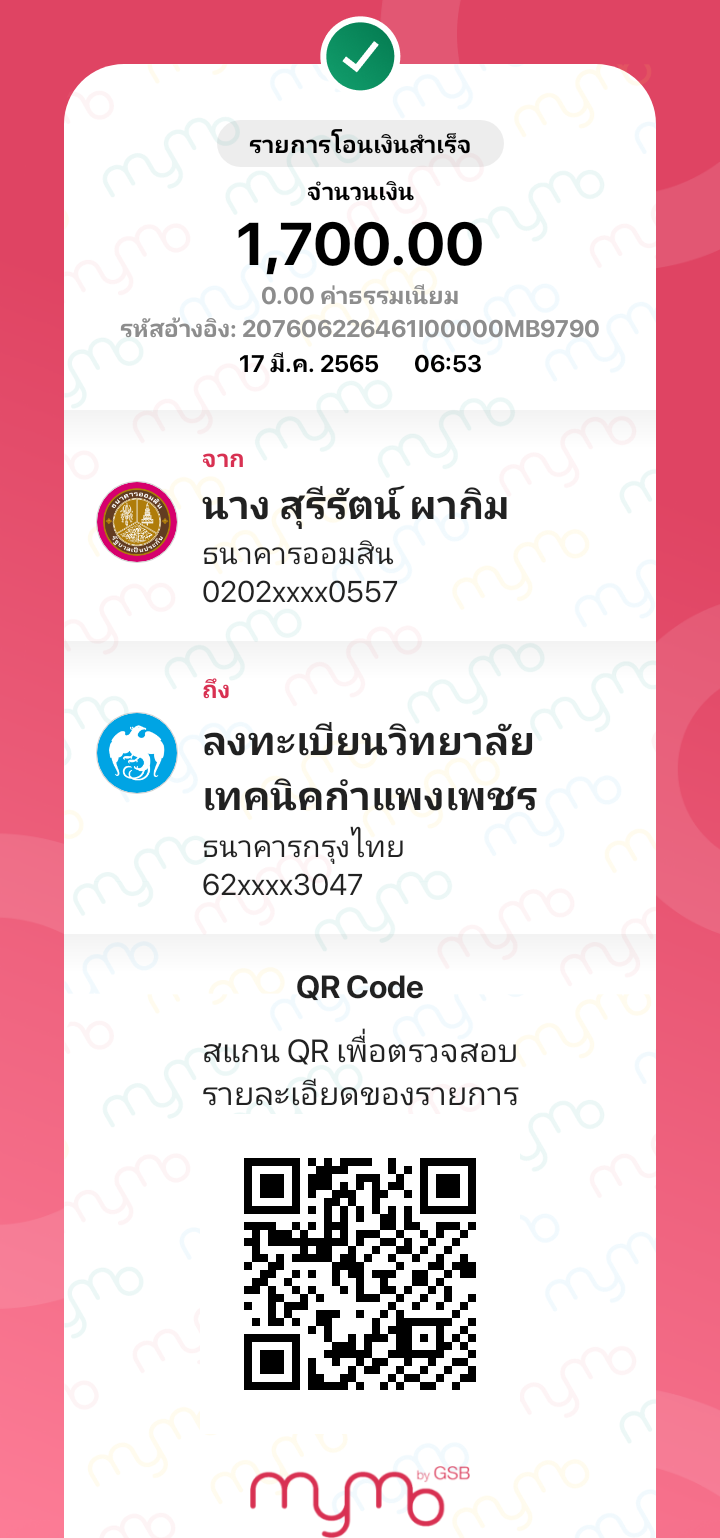 รายการโอนเงินสำเร็จ
จำนวนเงิน
1,700.00
0.00 ค่าธรรมเนียม
รหัสอ้างอิง: 207606226461I00000MB9790
17 มี.ค. 2565 06:53
จาก
นาง สุรีรัตน์ ผากิม
ธนาคารออมสิน
0202xxxx0557
ถึง
ลงทะเบียนวิทยาลัย
เทคนิคกำแพงเพชร
ธนาคารกรุงไทย
62xxxx3047
QR Code
สแกน QR เพื่อตรวจสอบ
รายละเอียดของรายการ
mymo by GSB